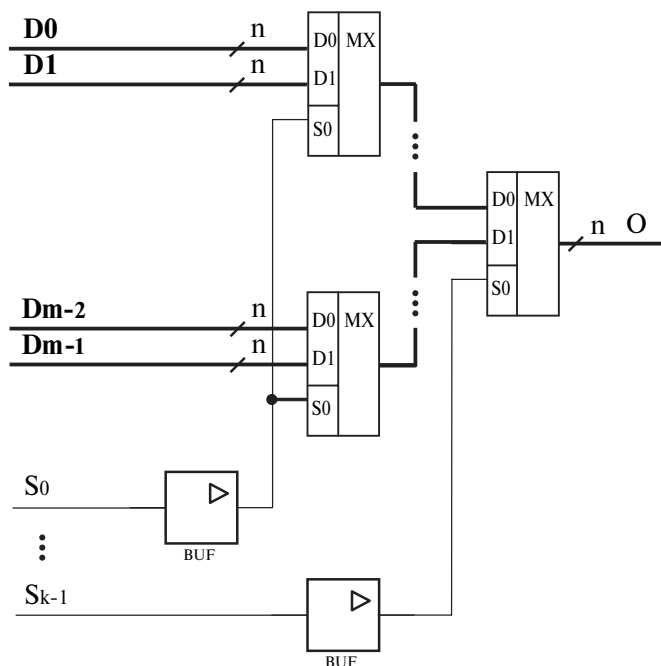 D0 n
D1 n
D0 MX
D1
S0
D0 MX
D1
S0
n O
Dm-2 n
Dm-1 n
D0 MX
D1
S0
S0
BUF
Sk-1
BUF